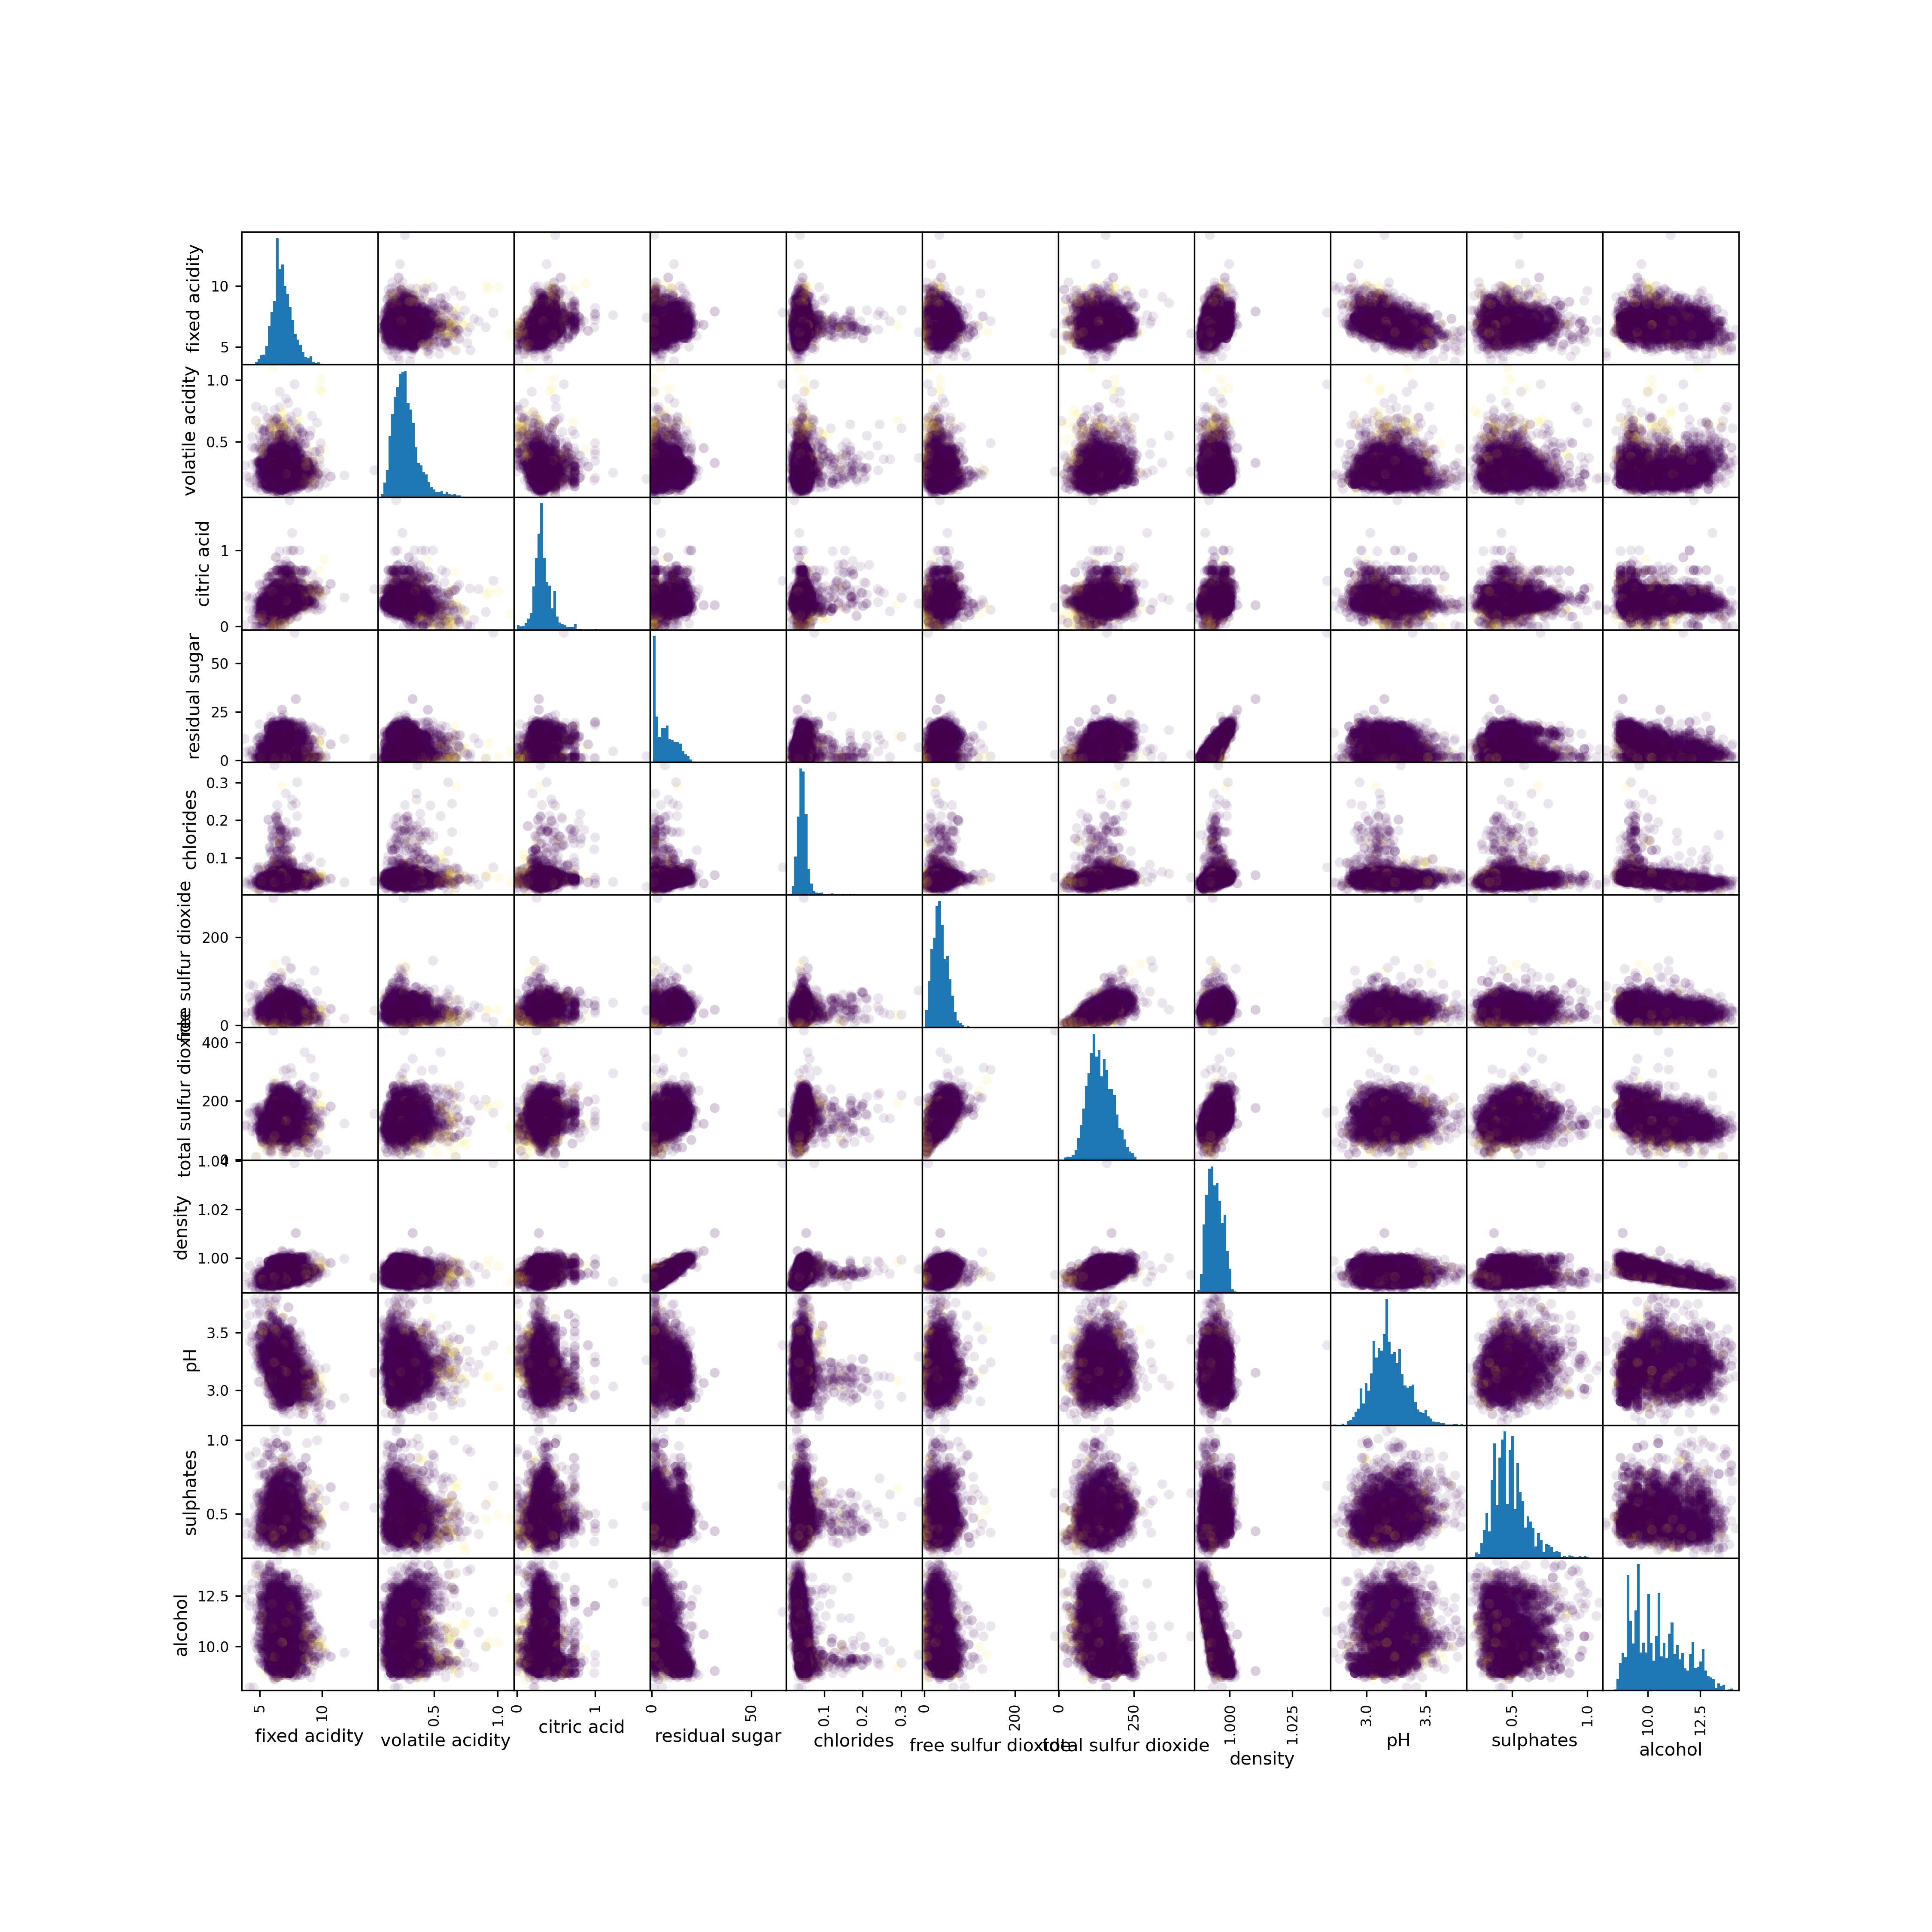 fixed acidity
10
5
volatile acidity
1.0
0.5
citric acid
1
0
residual sugar
50
25
0
chlorides
0.3
0.2
0.1
free sulfur dioxide
200
0
total sulfur dioxide
400
200
0
density
1.04
1.02
1.00
pH
3.5
3.0
sulphates
1.0
0.5
alcohol
12.5
10.0
5 10 0.5 1.0 0 1 0 50 0.1 0.2 0.3 0 200 0 250 1.000 1.025 3.0 3.5 0.5 1.0 10.0 12.5
fixed acidity volatile acidity citric acid residual sugar chlorides free sulfur dioxide total sulfur dioxide density pH sulphates alcohol